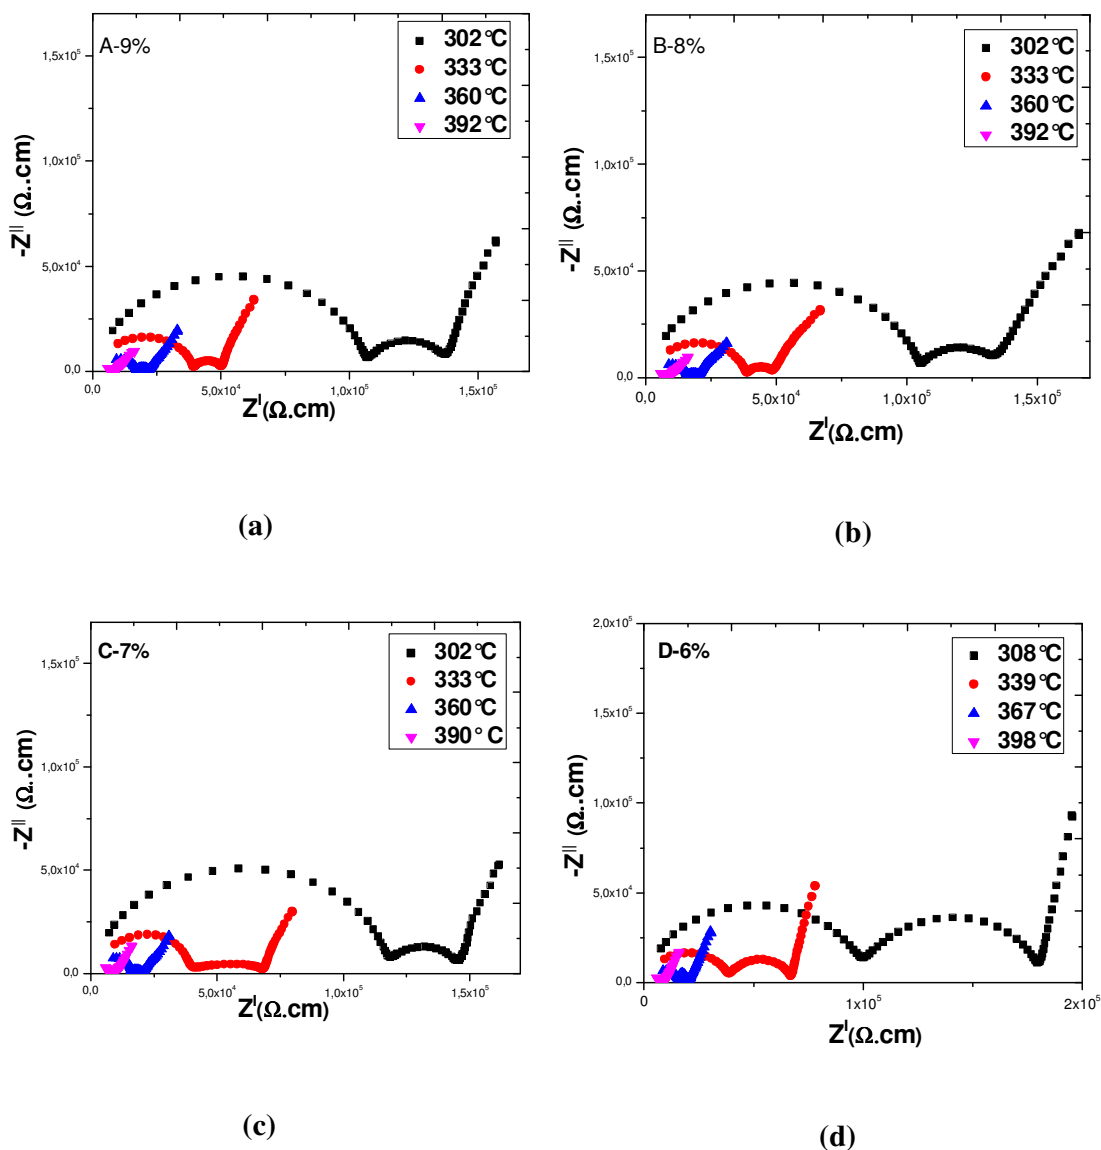 A-9%
302°C
333°C
360°C
392°C
1,5x10⁵
1,0x10⁵
5,0x10⁴
0,0
-Z^|| (Ω..cm)
0,0 5,0x10⁴ 1,0x10⁵ 1,5x10⁵
Z^|(Ω.cm)
(a)
B-8%
302°C
333°C
360°C
392°C
1,5x10⁵
1,0x10⁵
5,0x10⁴
0,0
-Z^|| (Ω..cm)
0,0 5,0x10⁴ 1,0x10⁵ 1,5x10⁵
Z^|(Ω.cm)
(b)
C-7%
302°C
333°C
360°C
390° C
1,5x10⁵
1,0x10⁵
5,0x10⁴
0,0
-Z^|| (Ω..cm)
0,0 5,0x10⁴ 1,0x10⁵ 1,5x10⁵
Z^|(Ω.cm)
(c)
D-6%
308°C
339°C
367°C
398°C
2,0x10⁵
1,5x10⁵
1,0x10⁵
5,0x10⁴
0,0
-Z^|| (Ω..cm)
0 1x10⁵ 2x10⁵
Z^|(Ω.cm)
(d)